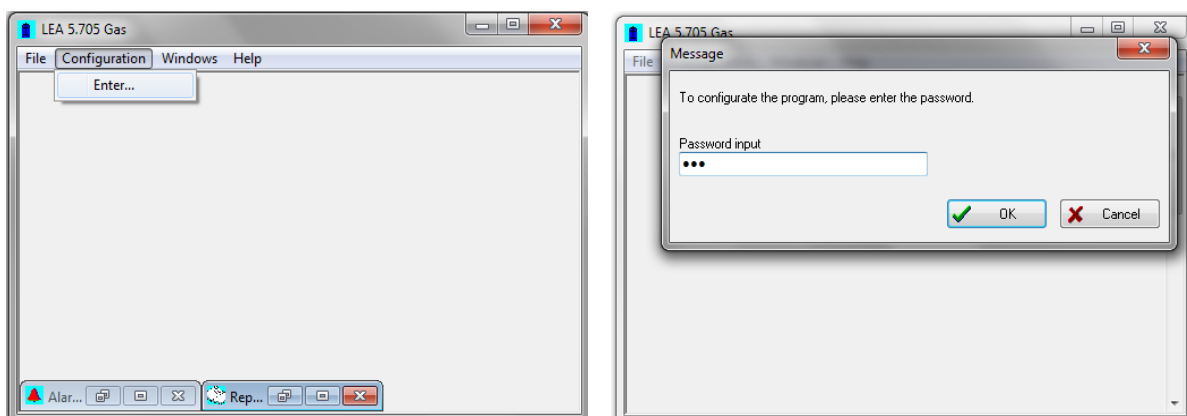 LEA 5.705 Gas
File Configuration Windows Help
Enter...
Alar... Rep...
LEA 5.705 Gas
File
Message
To configurate the program, please enter the password.
Password input
•••
OK Cancel